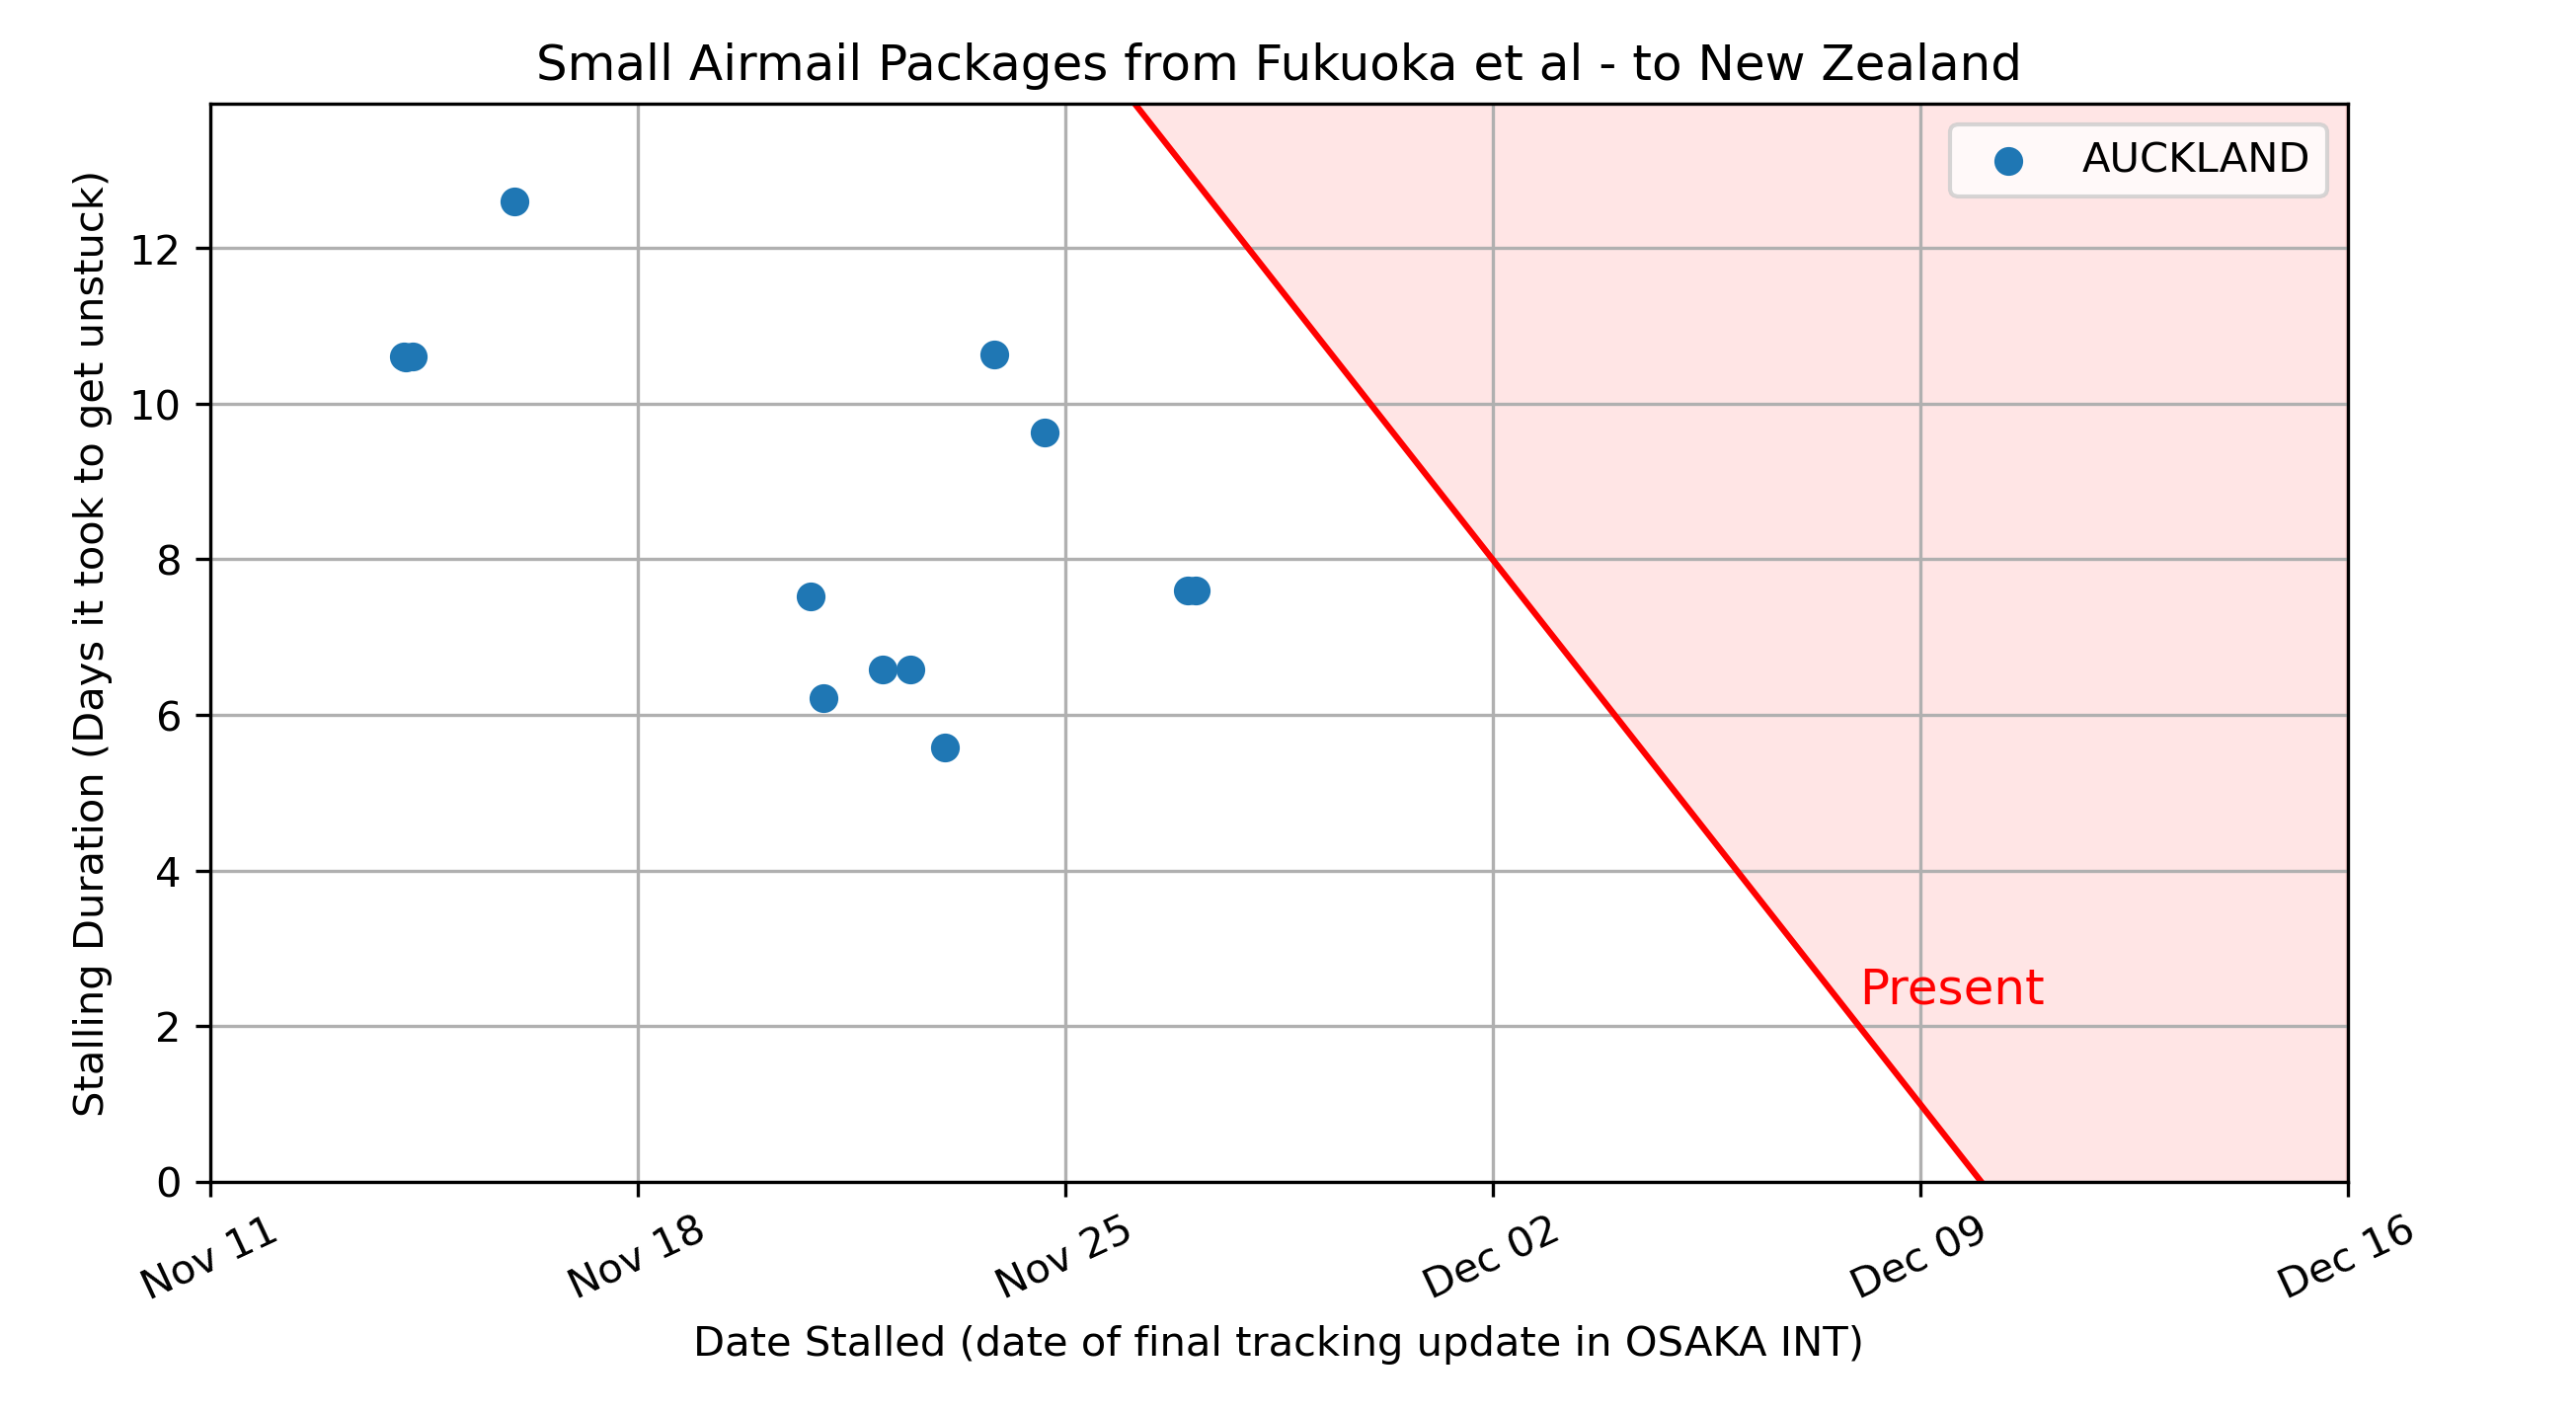 Small Airmail Packages from Fukuoka et al - to New Zealand
AUCKLAND
Stalling Duration (Days it took to get unstuck)
12
10
8
6
4
2
0
Present
Nov 11
Nov 18
Nov 25
Dec 02
Dec 09
Dec 16
Date Stalled (date of final tracking update in OSAKA INT)